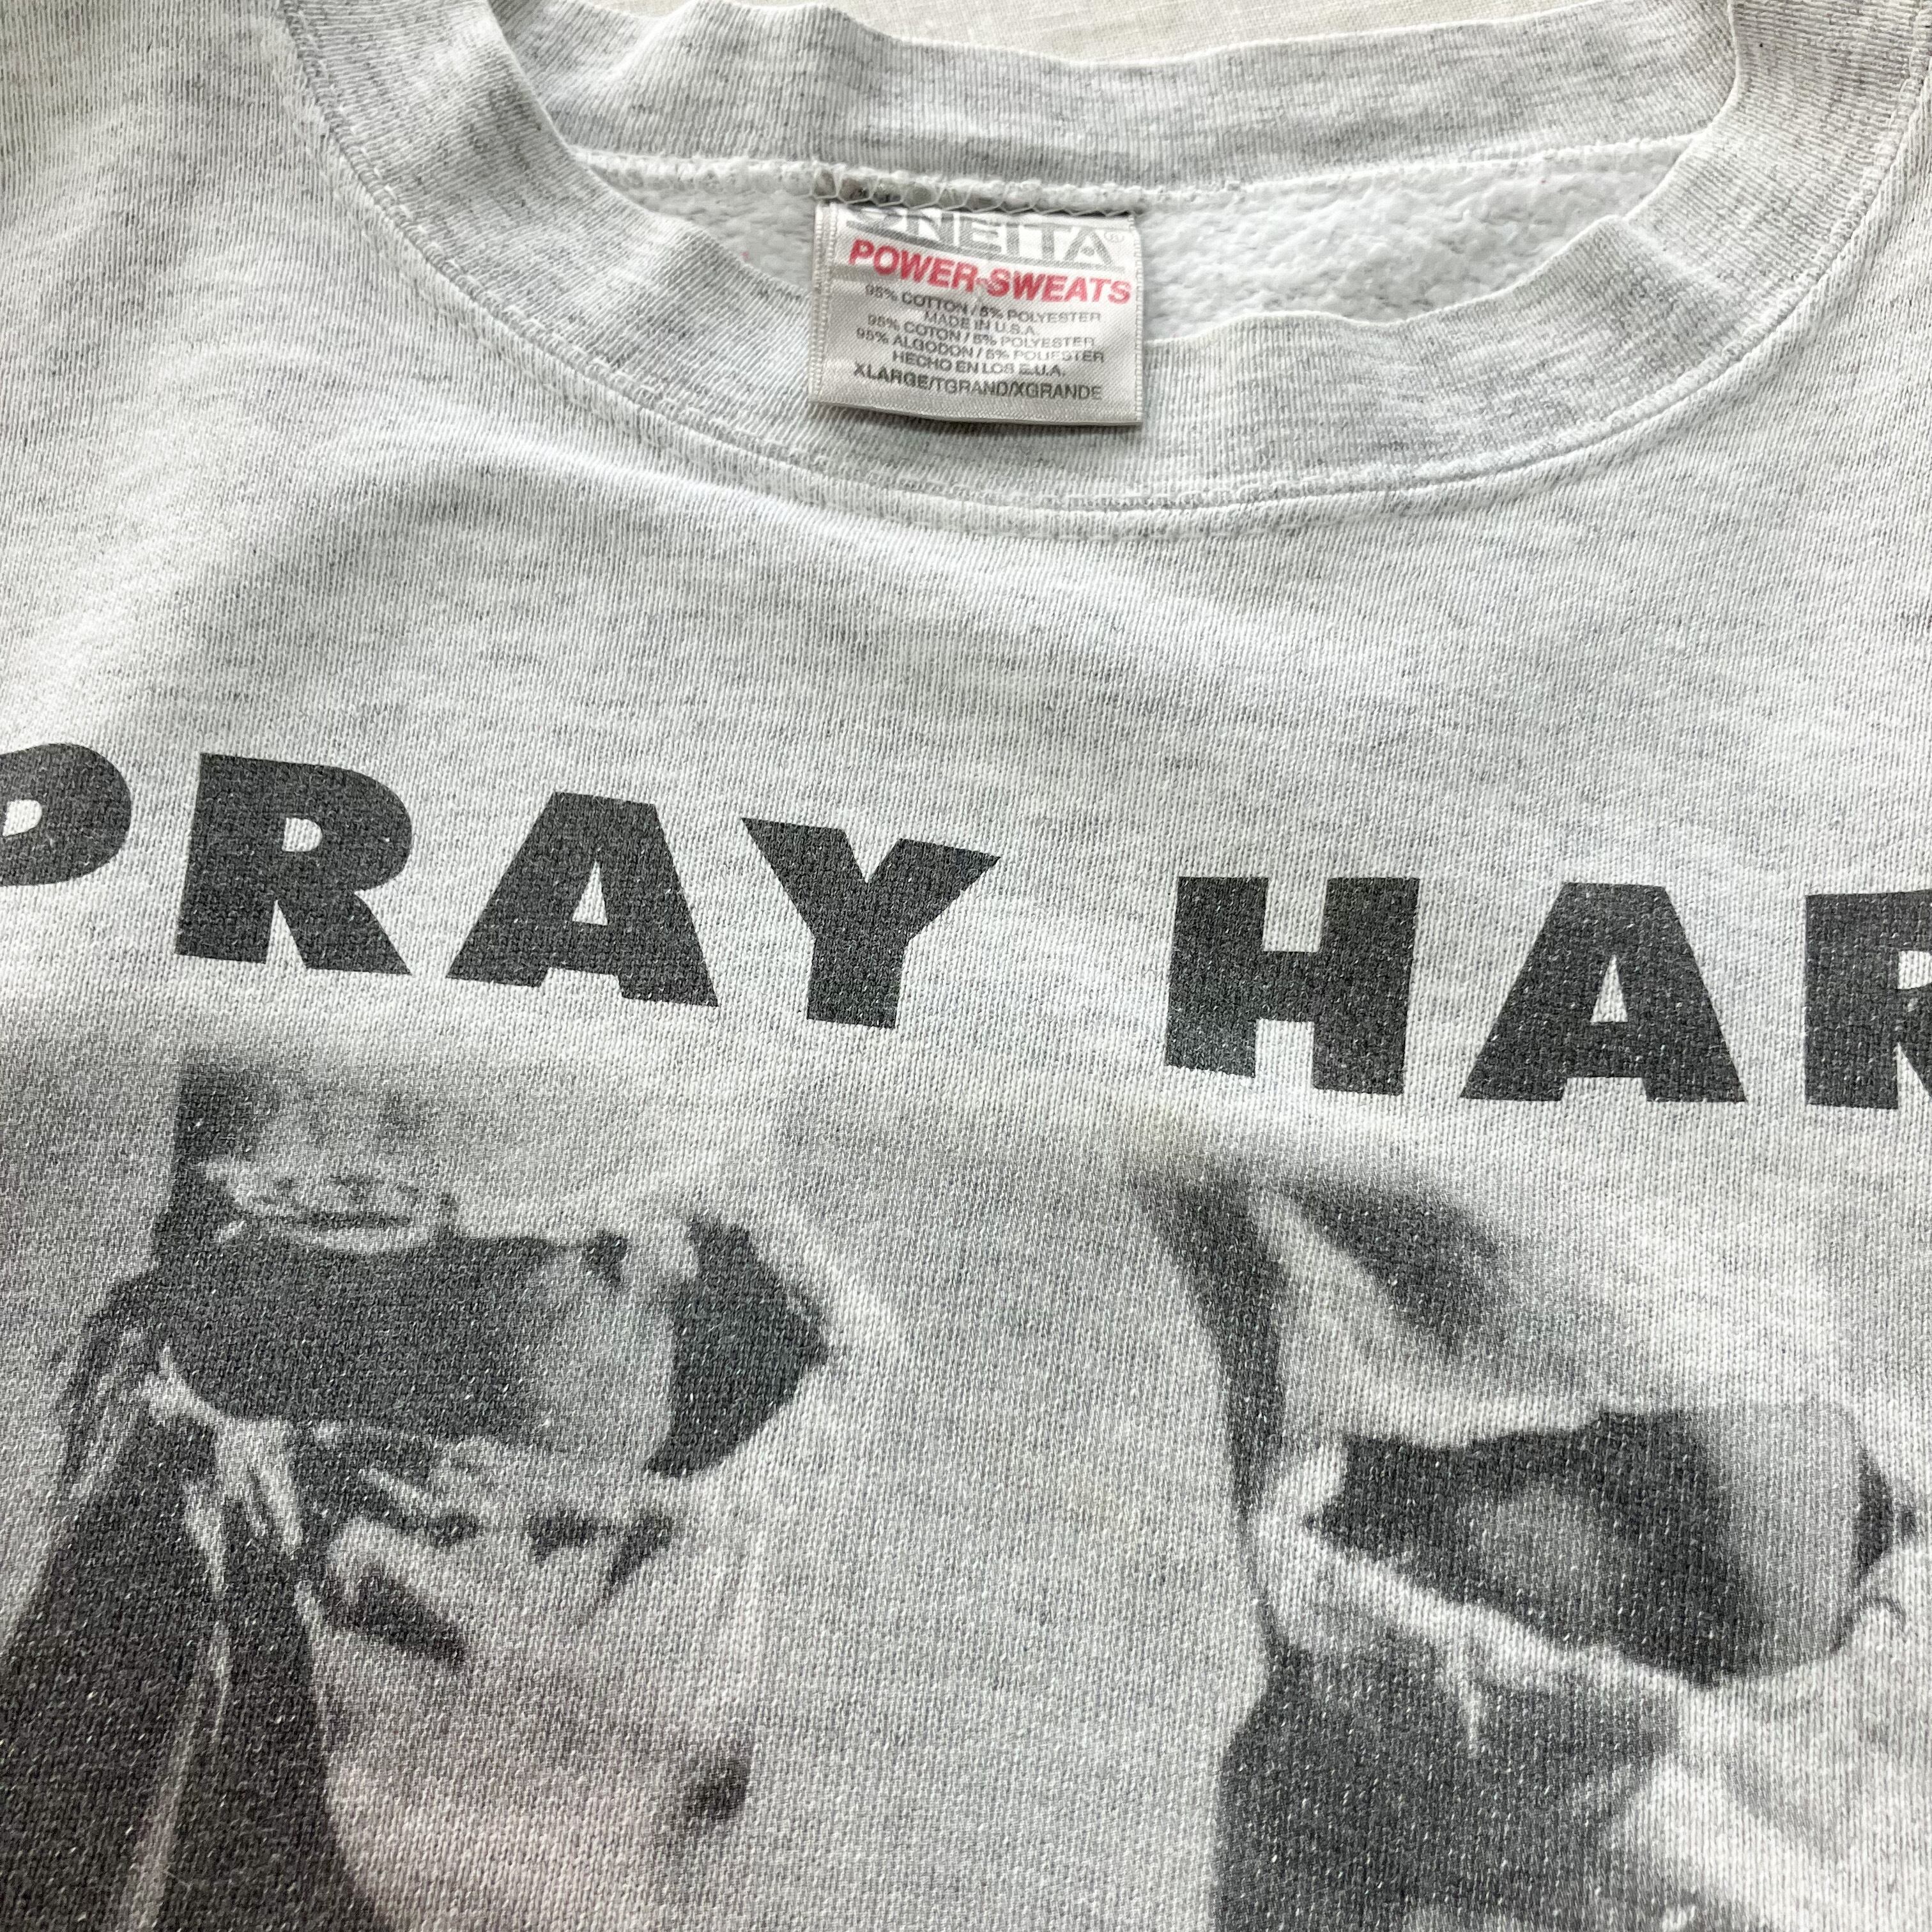 ONEITA®
POWER-SWEATS
95% COTTON / 5% POLYESTER
MADE IN U.S.A.
95% COTON / 5% POLYESTER
95% ALGODON / 5% POLIESTER
HECHO EN LOS E.U.A.
XLARGE/TGRAND/XGRANDE
PRAY HAR